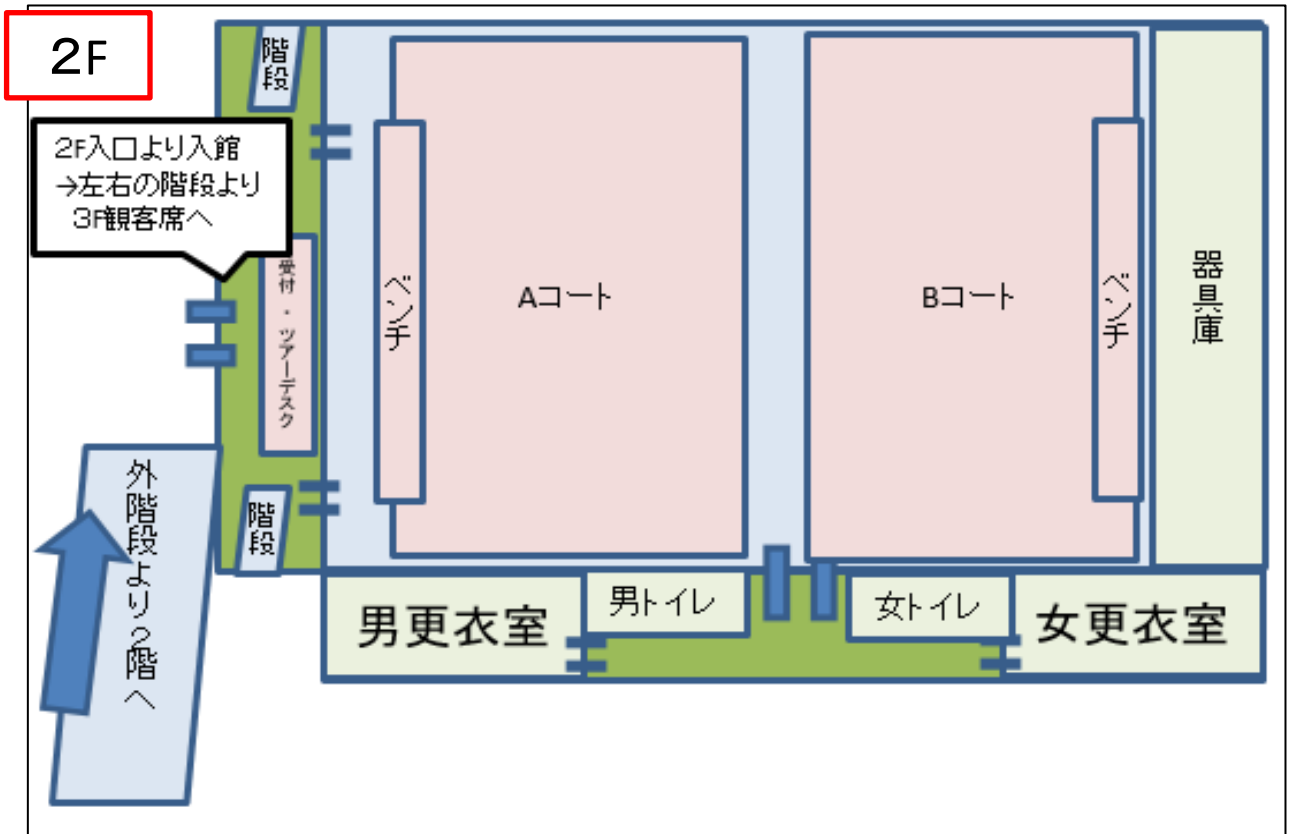 2F
階段
2F入口より入館
→左右の階段より
3F観客席へ
受付・ツアーデスク
ベンチ
Aコート
Bコート
ベンチ
器具庫
外階段より2階へ
階段
男更衣室
男トイレ
女トイレ
女更衣室